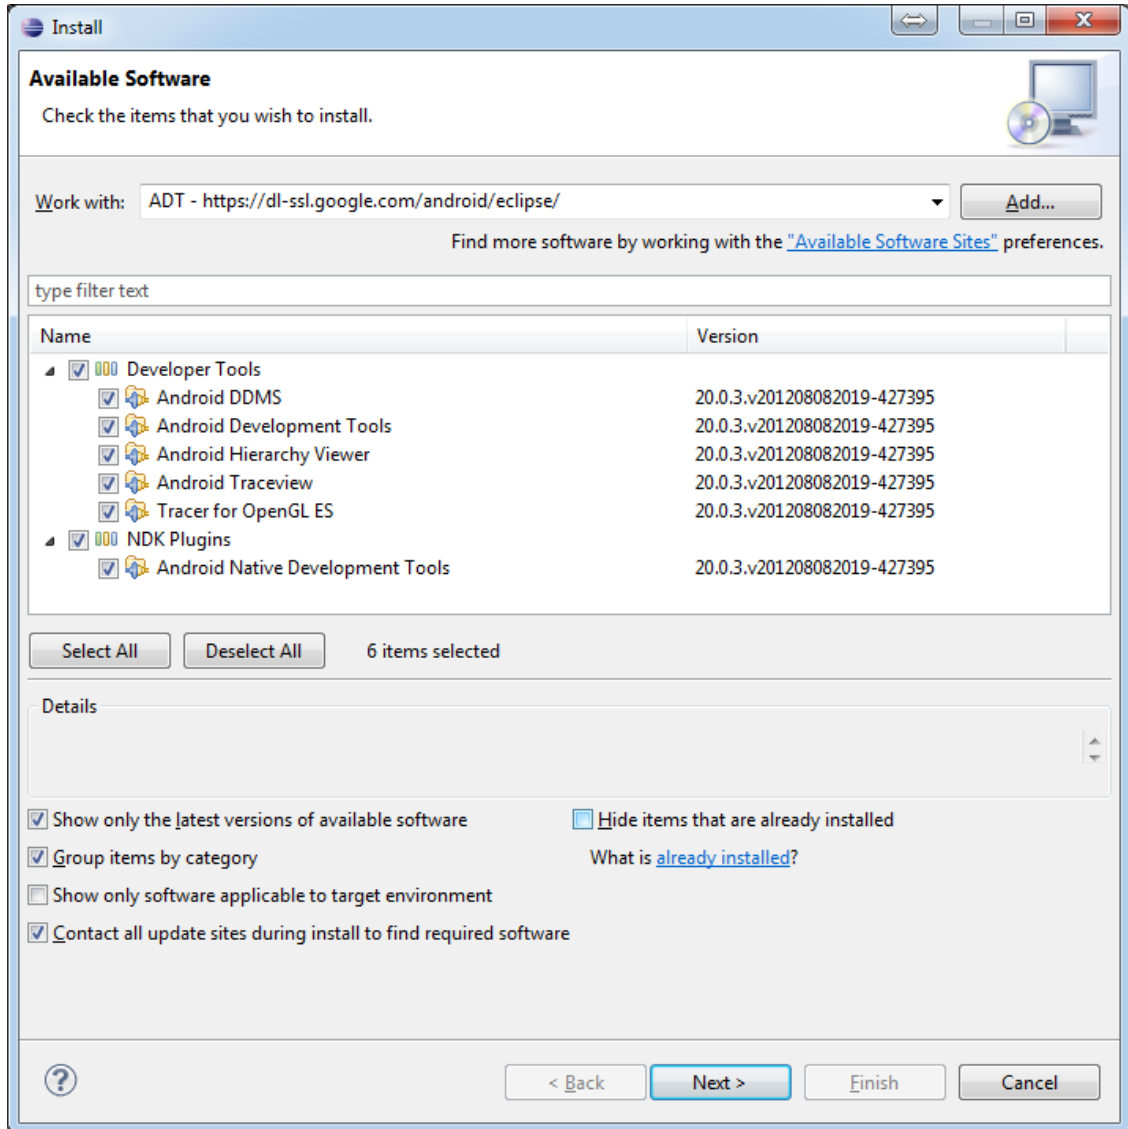 Install
Available Software
Check the items that you wish to install.
Work with: ADT - https://dl-ssl.google.com/android/eclipse/ Add...
Find more software by working with the "Available Software Sites" preferences.
type filter text
Name Version
Developer Tools
Android DDMS 20.0.3.v201208082019-427395
Android Development Tools 20.0.3.v201208082019-427395
Android Hierarchy Viewer 20.0.3.v201208082019-427395
Android Traceview 20.0.3.v201208082019-427395
Tracer for OpenGL ES 20.0.3.v201208082019-427395
NDK Plugins
Android Native Development Tools 20.0.3.v201208082019-427395
Select All Deselect All 6 items selected
Details
Show only the latest versions of available software Hide items that are already installed
Group items by category What is already installed?
Show only software applicable to target environment
Contact all update sites during install to find required software
? < Back Next > Finish Cancel